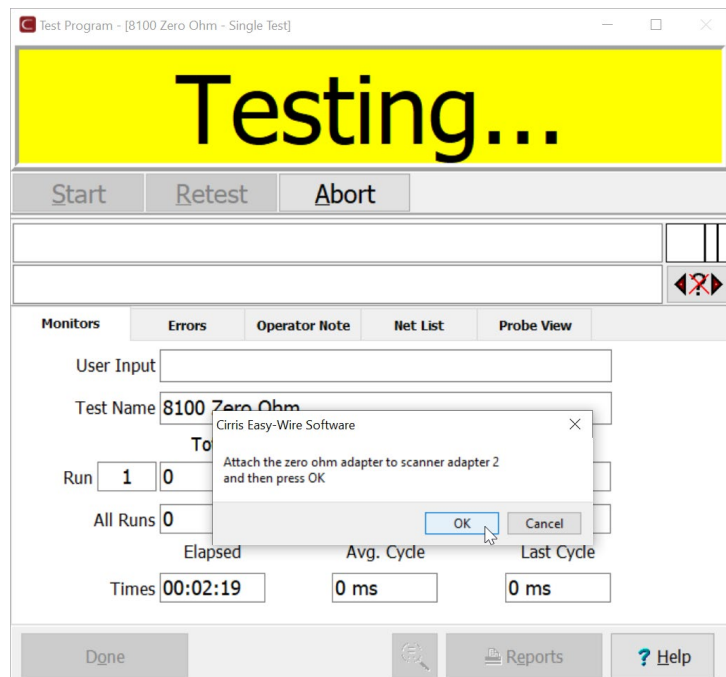 Test Program - [8100 Zero Ohm - Single Test]
Testing...
Start Retest Abort
Monitors Errors Operator Note Net List Probe View
User Input
Test Name 8100 Zero Ohm
Cirris Easy-Wire Software
Attach the zero ohm adapter to scanner adapter 2
and then press OK
OK Cancel
Run 1 0
All Runs 0
Elapsed Avg. Cycle Last Cycle
Times 00:02:19 0 ms 0 ms
Done Reports ? Help